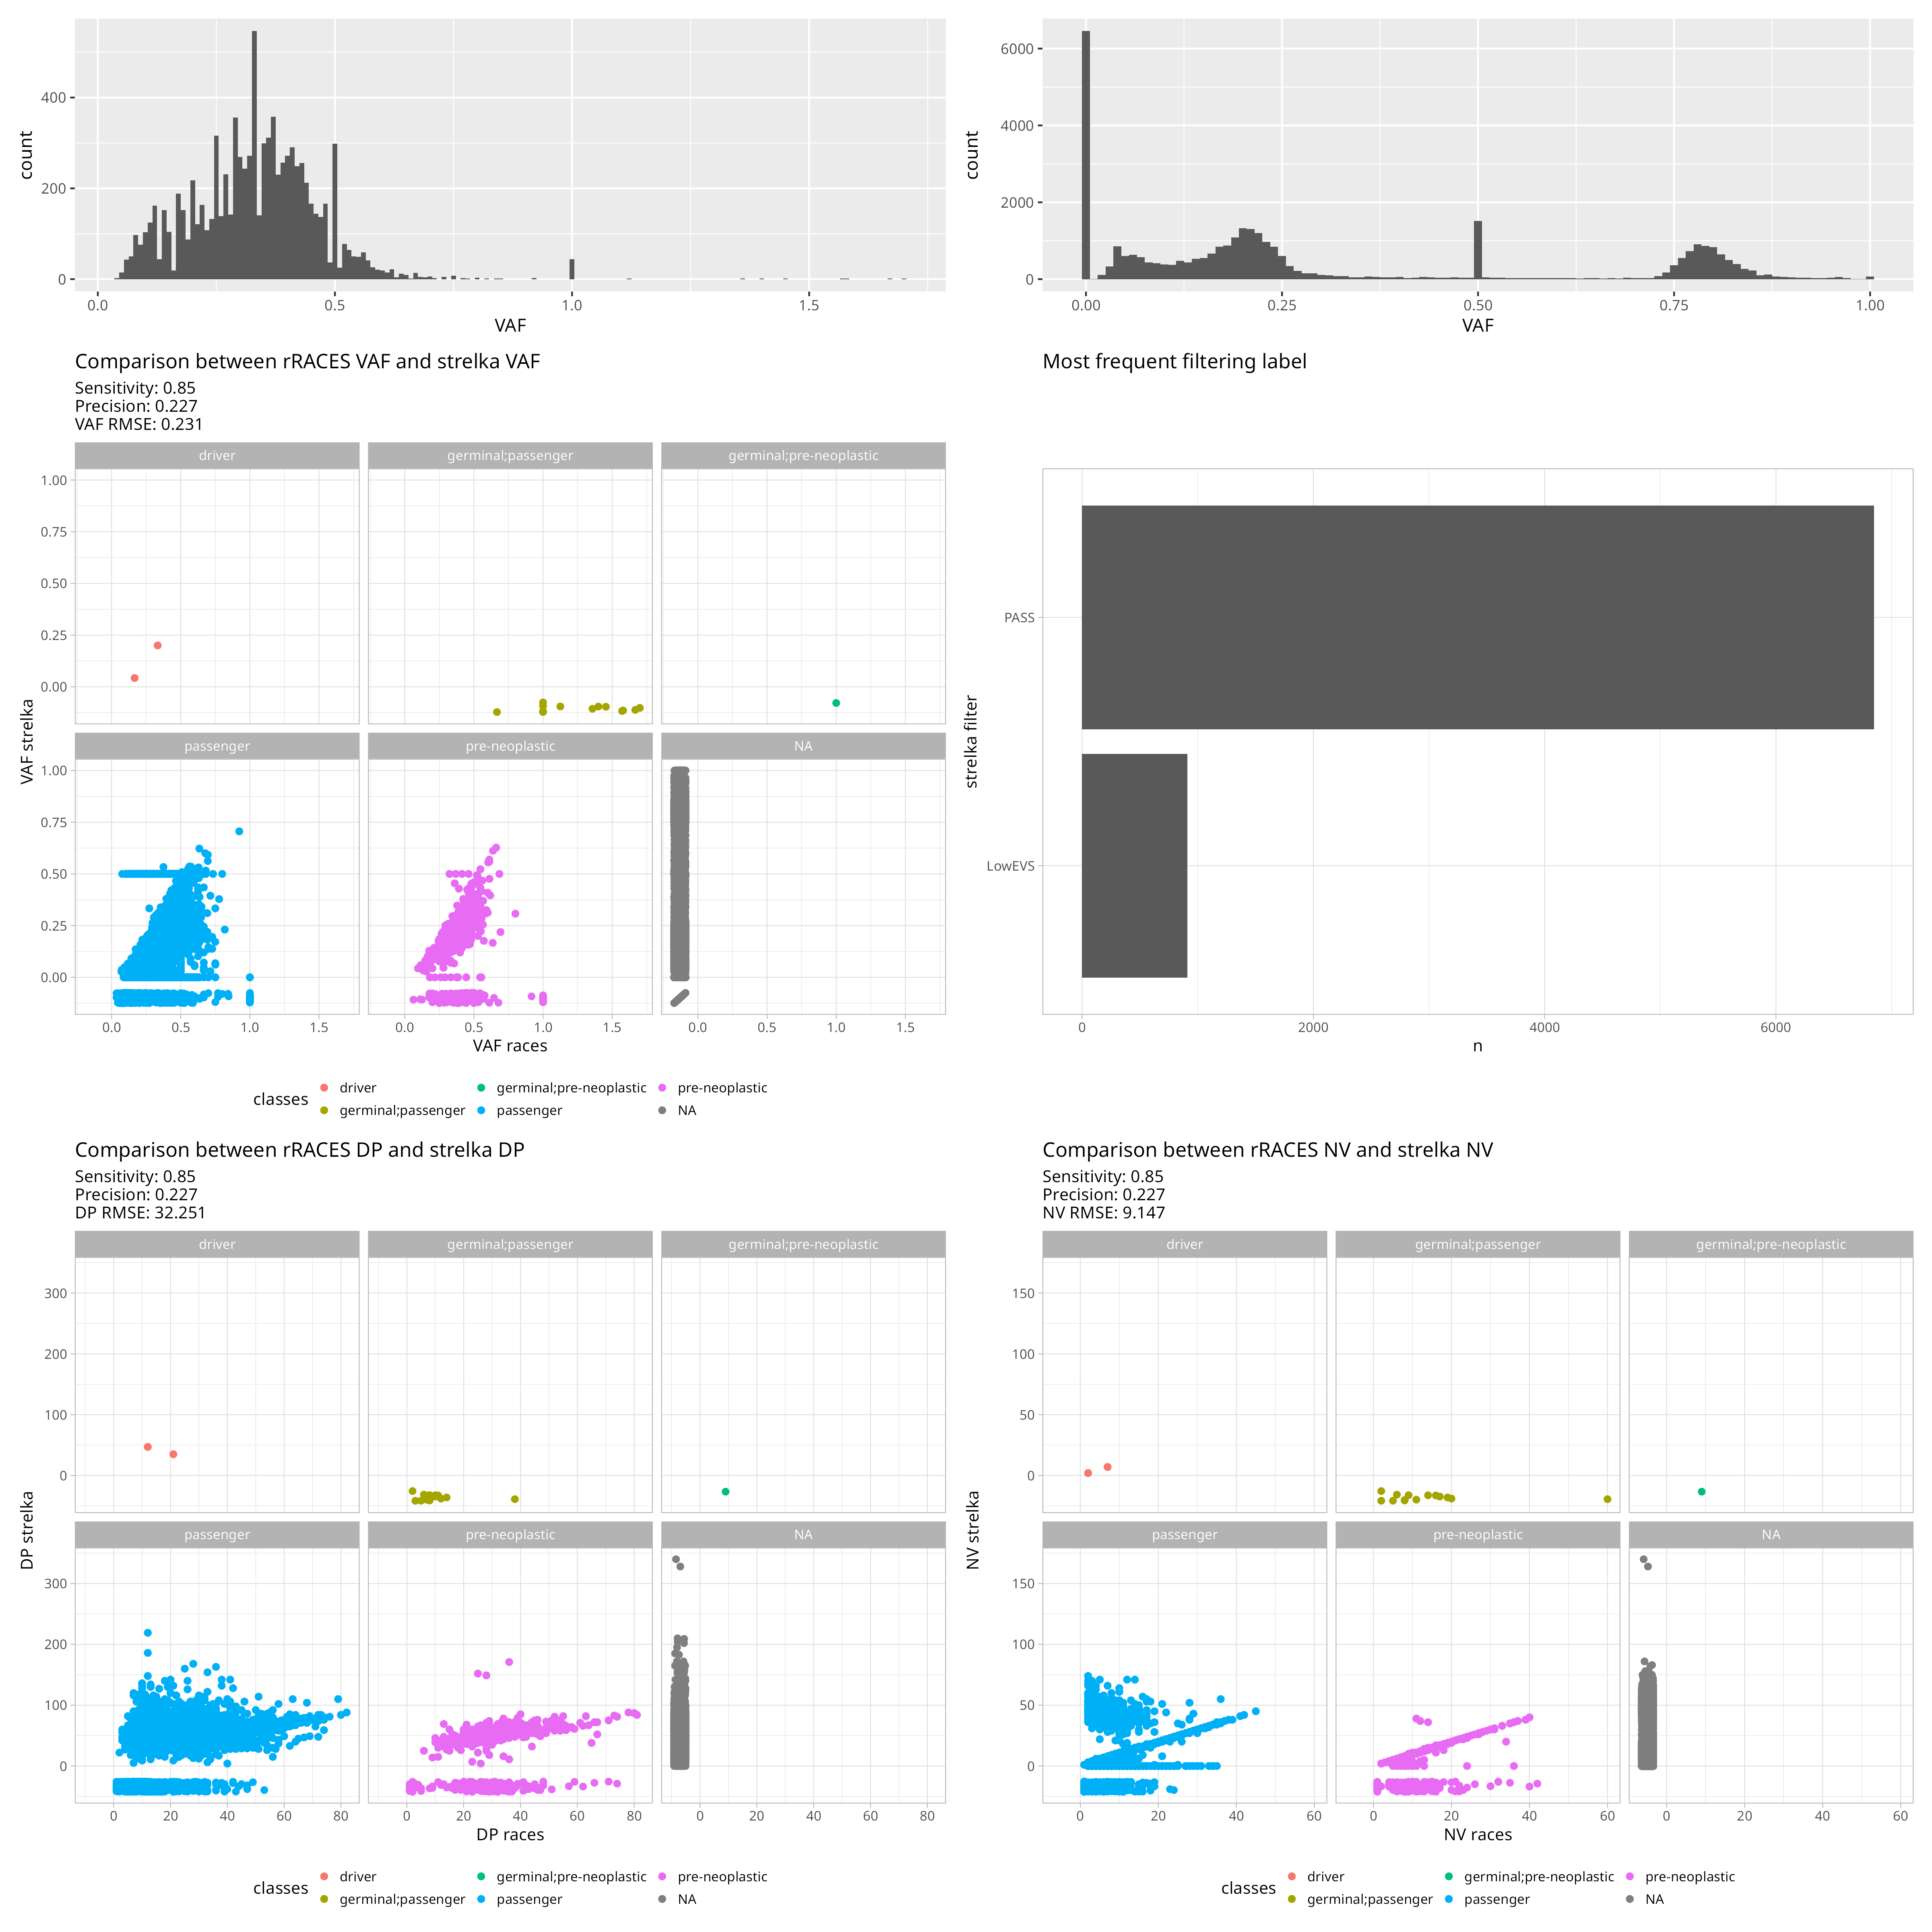 count
400
200
0
0.0 0.5 1.0 1.5
VAF
count
6000
4000
2000
0
0.00 0.25 0.50 0.75 1.00
VAF
Comparison between rRACES VAF and strelka VAF
Sensitivity: 0.85
Precision: 0.227
VAF RMSE: 0.231
driver germinal;passenger germinal;pre-neoplastic
1.00
0.75
0.50
0.25
0.00
VAF strelka
passenger pre-neoplastic NA
1.00
0.75
0.50
0.25
0.00
0.0 0.5 1.0 1.5 0.0 0.5 1.0 1.5 0.0 0.5 1.0 1.5
VAF races
classes
driver germinal;pre-neoplastic pre-neoplastic
germinal;passenger passenger NA
Most frequent filtering label
strelka filter
PASS
LowEVS
0 2000 4000 6000
n
Comparison between rRACES DP and strelka DP
Sensitivity: 0.85
Precision: 0.227
DP RMSE: 32.251
driver germinal;passenger germinal;pre-neoplastic
300
200
100
0
DP strelka
passenger pre-neoplastic NA
300
200
100
0
0 20 40 60 80 0 20 40 60 80 0 20 40 60 80
DP races
classes
driver germinal;pre-neoplastic pre-neoplastic
germinal;passenger passenger NA
Comparison between rRACES NV and strelka NV
Sensitivity: 0.85
Precision: 0.227
NV RMSE: 9.147
driver germinal;passenger germinal;pre-neoplastic
150
100
50
0
NV strelka
passenger pre-neoplastic NA
150
100
50
0
0 20 40 60 0 20 40 60 0 20 40 60
NV races
classes
driver germinal;pre-neoplastic pre-neoplastic
germinal;passenger passenger NA